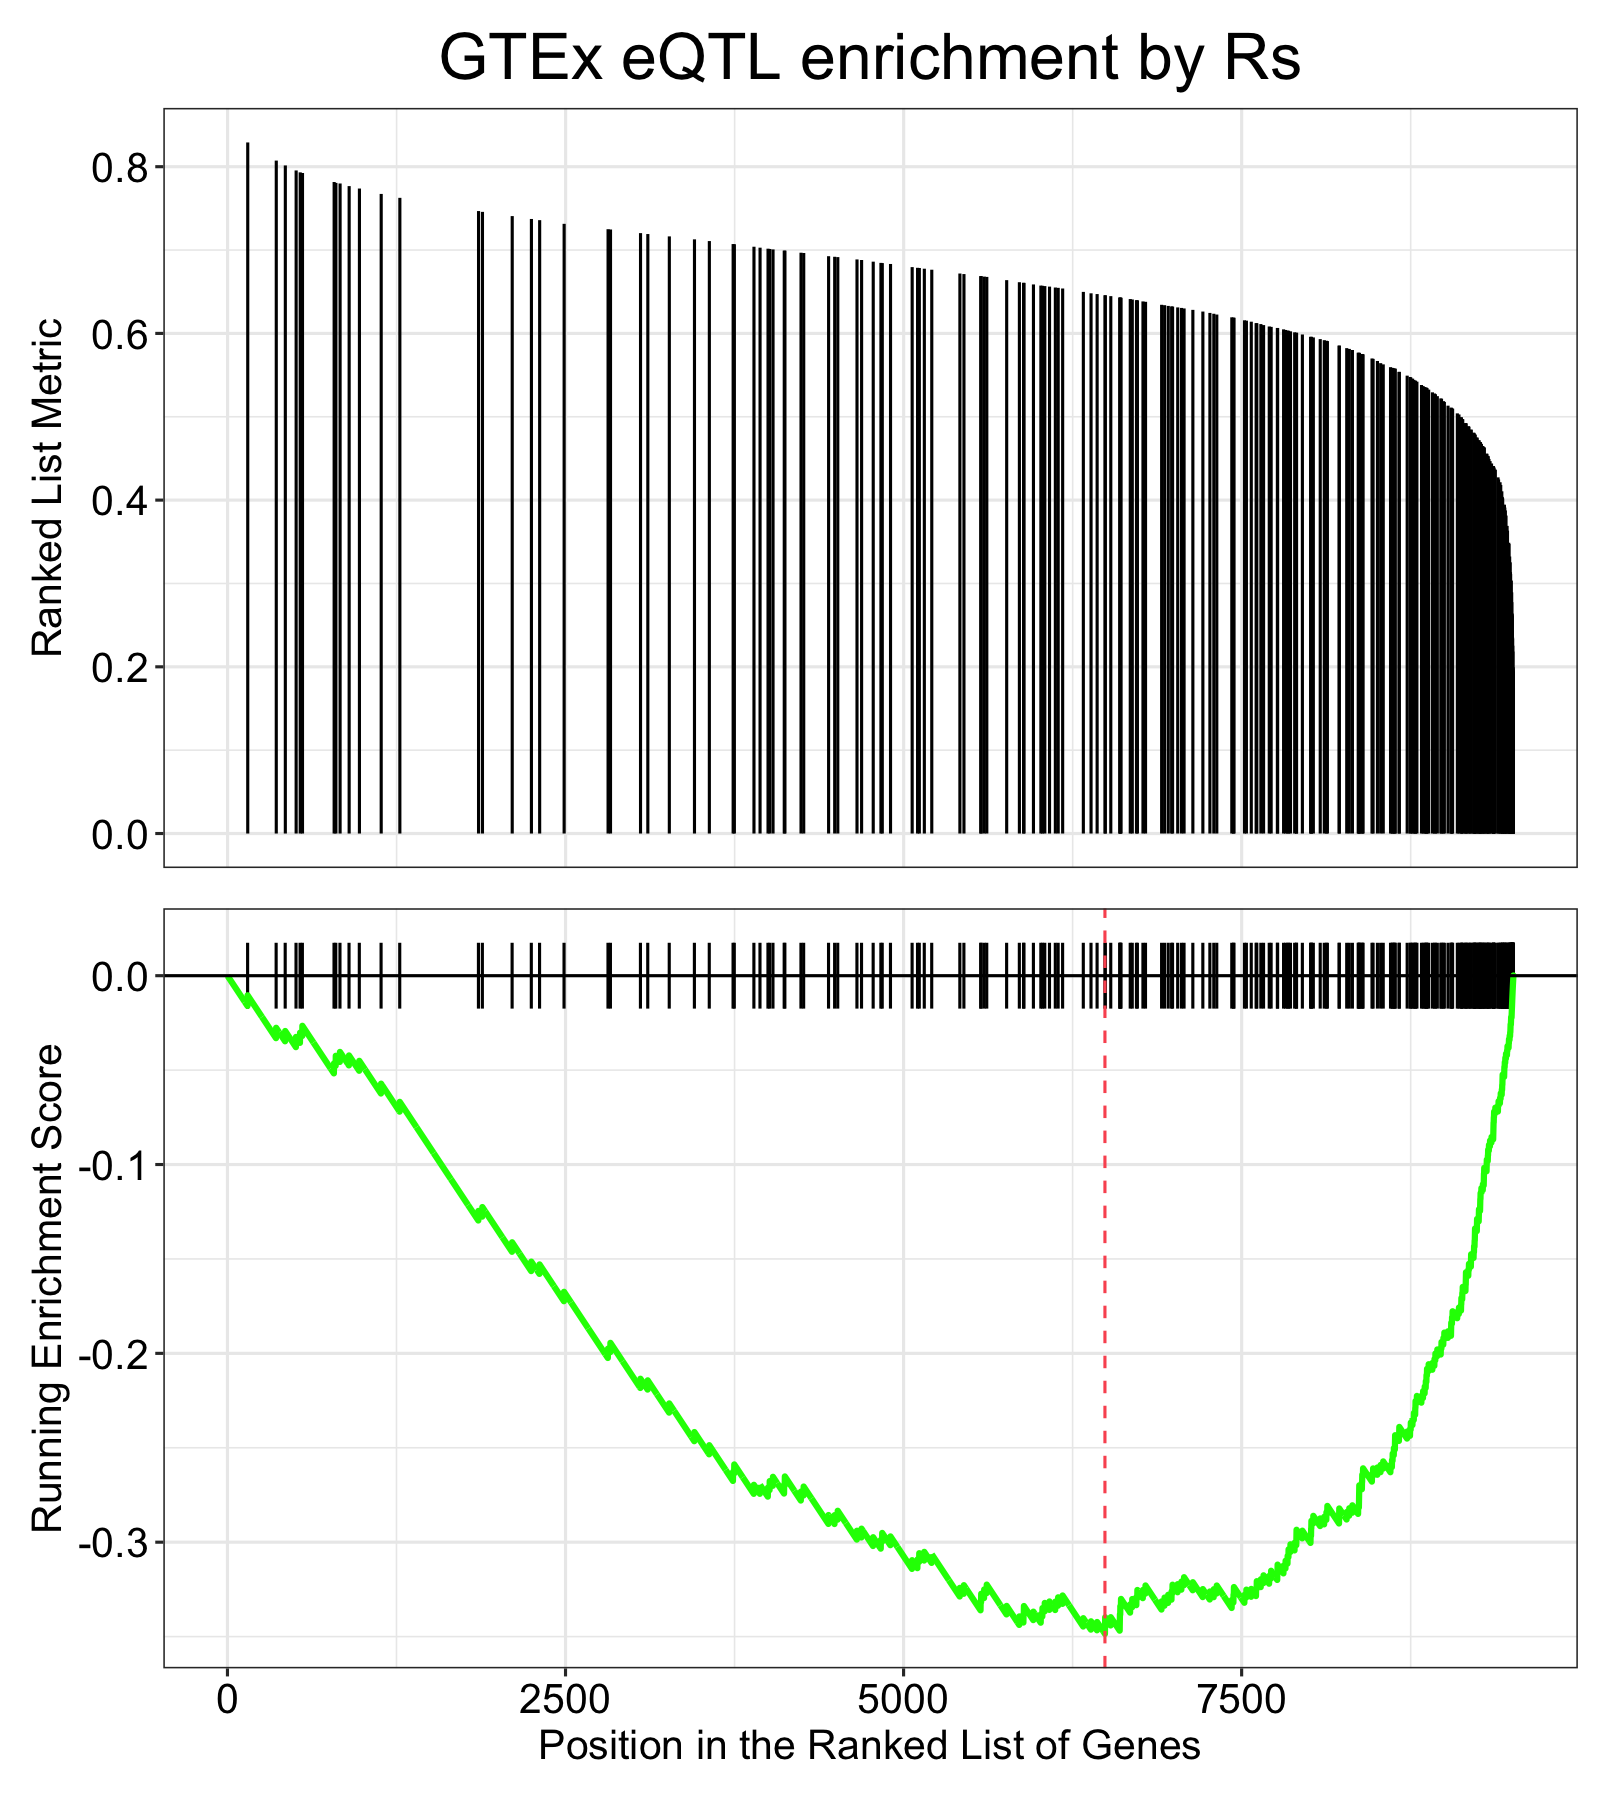 GTEx eQTL enrichment by Rs
Ranked List Metric
0.8
0.6
0.4
0.2
0.0
Running Enrichment Score
0.0
-0.1
-0.2
-0.3
0 2500 5000 7500
Position in the Ranked List of Genes